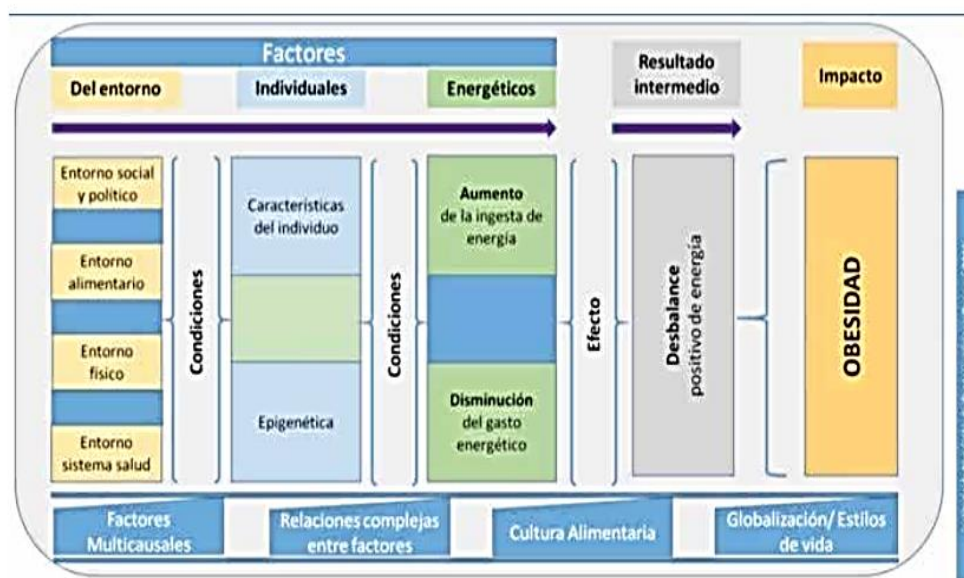 Factores
Del entorno
Individuales
Energéticos
Resultado
intermedio
Impacto
Entorno social
y político
Entorno
alimentario
Entorno
físico
Entorno
sistema salud
Condiciones
Características
del individuo
Epigenética
Condiciones
Aumento
de la ingesta de
energía
Disminución
del gasto
energético
Efecto
Desbalance
positivo de energía
OBESIDAD
Factores
Multicausales
Relaciones complejas
entre factores
Cultura Alimentaria
Globalización/ Estilos
de vida